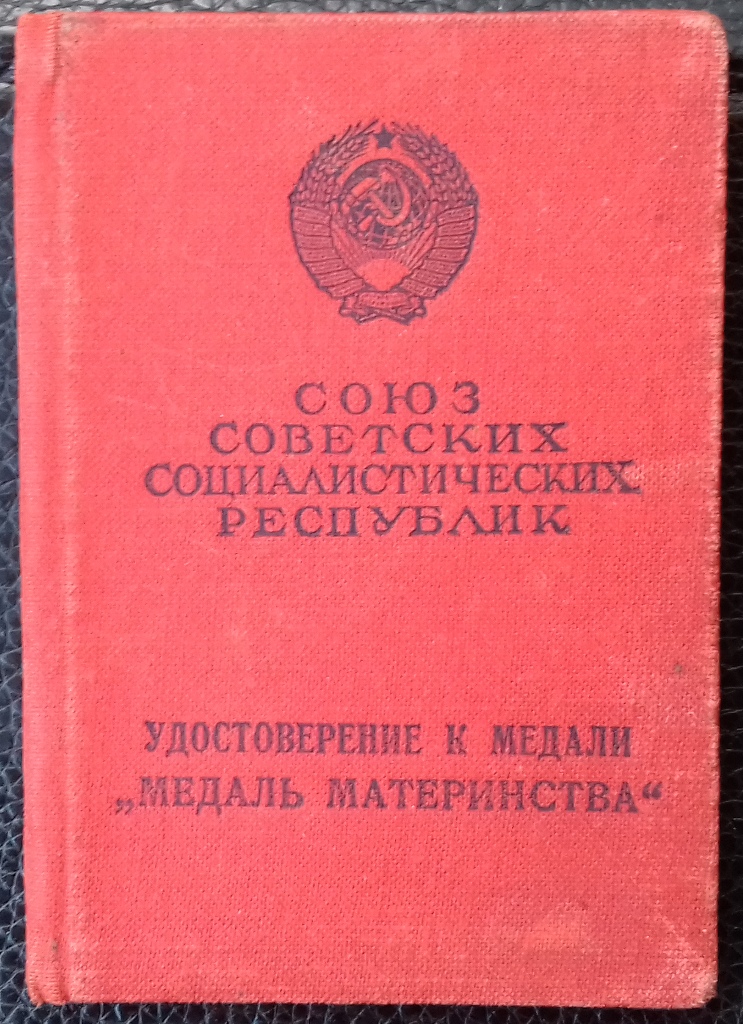 СОЮЗ
СОВЕТСКИХ
СОЦИАЛИСТИЧЕСКИХ
РЕСПУБЛИК
УДОСТОВЕРЕНИЕ К МЕДАЛИ
„МЕДАЛЬ МАТЕРИНСТВА“